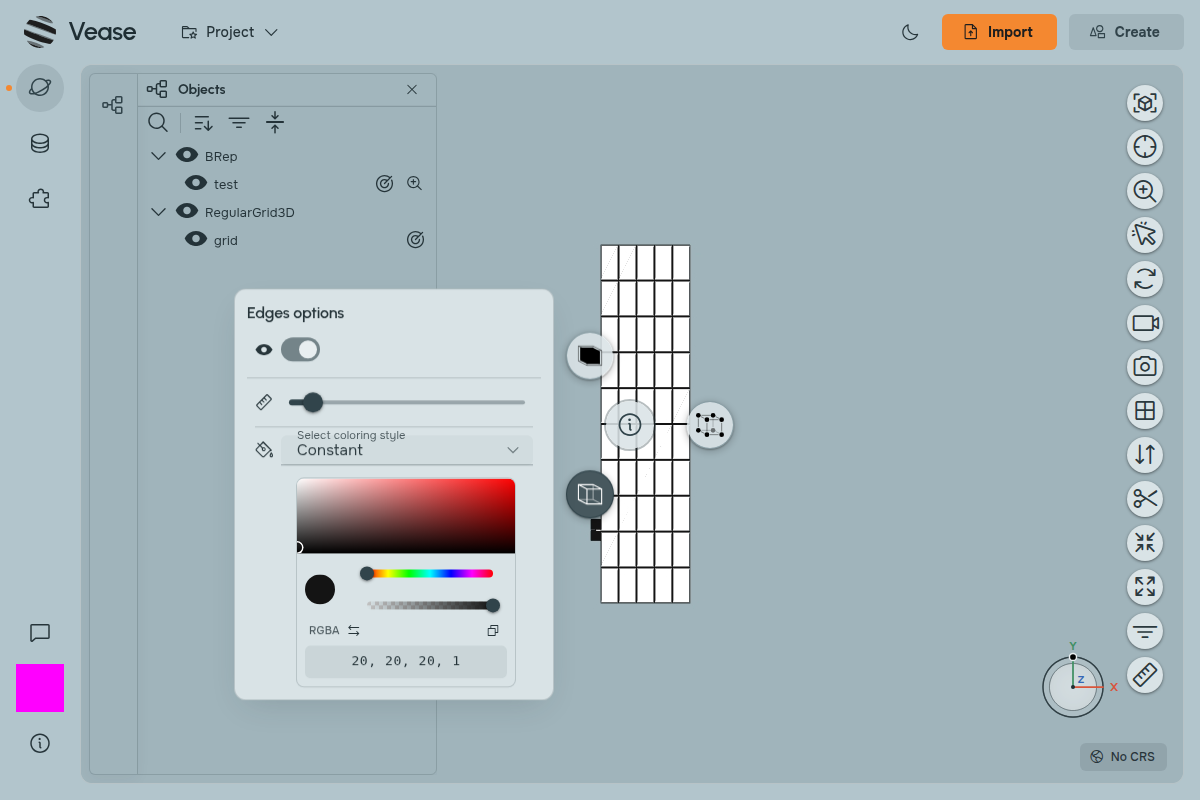 Vease
Project
Import
Create
Objects
BRep
test
RegularGrid3D
grid
Edges options
Select coloring style
Constant
RGBA
20, 20, 20, 1
Y
Z
X
No CRS